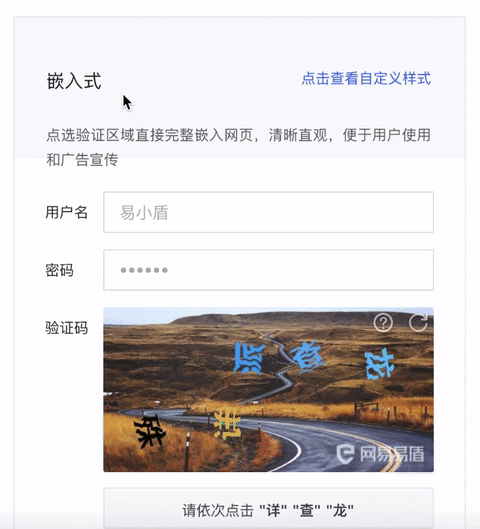 嵌入式
点击查看自定义样式
点选验证区域直接完整嵌入网页，清晰直观，便于用户使用
和广告宣传
用户名
易小盾
密码
验证码
网易易盾
请依次点击 "详" "查" "龙"